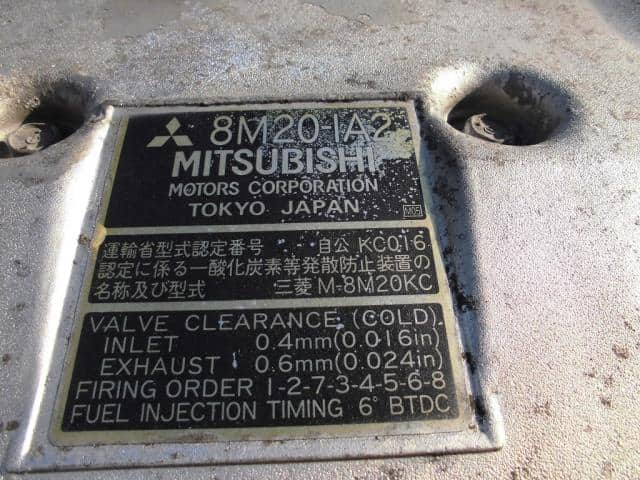 8M20-1A2
MITSUBISHI
MOTORS CORPORATION
TOKYO JAPAN
M05
運輸省型式認定番号 自公 KC016
認定に係る一酸化炭素等発散防止装置の
名称及び型式 三菱 M-8M20KC
VALVE CLEARANCE (COLD)
INLET 0.4mm(0.016in)
EXHAUST 0.6mm(0.024in)
FIRING ORDER 1-2-7-3-4-5-6-8
FUEL INJECTION TIMING 6° BTDC